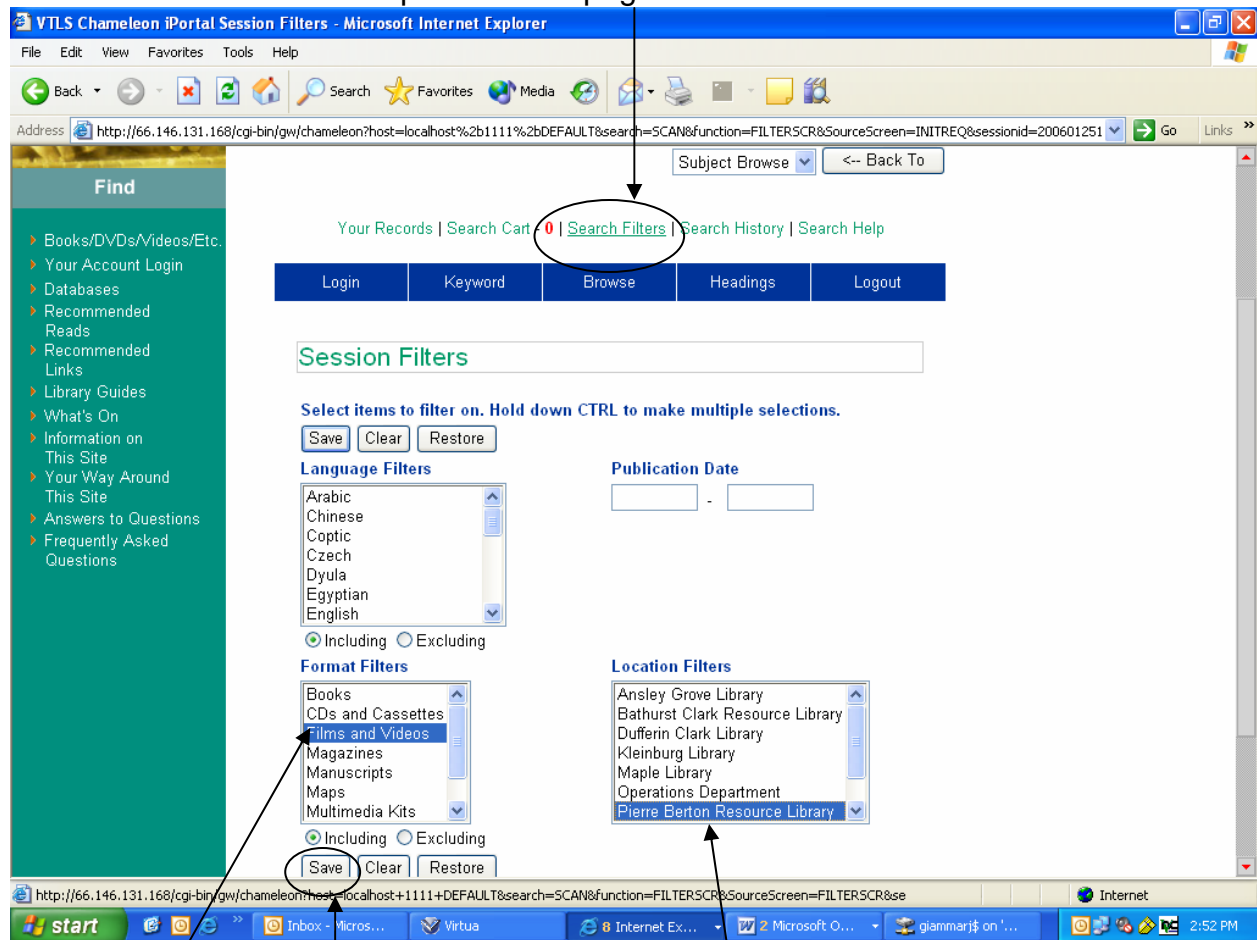 VTLS Chameleon iPortal Session Filters - Microsoft Internet Explorer
File Edit View Favorites Tools Help
Back Search Favorites Media
Address http://66.146.131.168/cgi-bin/gw/chameleon?host=localhost%2b1111%2bDEFAULT&search=SCAN&function=FILTERSCR&SourceScreen=INITREQ&sessionid=200601251 Go Links »
Subject Browse <-- Back To
Find
Your Records | Search Cart - 0 | Search Filters | Search History | Search Help
Books/DVDs/Videos/Etc.
Your Account Login
Databases
Recommended
Reads
Recommended
Links
Library Guides
What's On
Information on
This Site
Your Way Around
This Site
Answers to Questions
Frequently Asked
Questions
Login Keyword Browse Headings Logout
Session Filters
Select items to filter on. Hold down CTRL to make multiple selections.
Save Clear Restore
Language Filters Publication Date
Arabic -
Chinese
Coptic
Czech
Dyula
Egyptian
English
Including Excluding
Format Filters
Books
CDs and Cassettes
Films and Videos
Magazines
Manuscripts
Maps
Multimedia Kits
Including Excluding
Save Clear Restore
Location Filters
Ansley Grove Library
Bathurst Clark Resource Library
Dufferin Clark Library
Kleinburg Library
Maple Library
Operations Department
Pierre Berton Resource Library
http://66.146.131.168/cgi-bin/gw/chameleon?host=localhost+1111+DEFAULT&search=SCAN&function=FILTERSCR&SourceScreen=FILTERSCR&se Internet
start » Inbox - Micros... Virtua 8 Internet Ex... 2 Microsoft O... giammarj$ on '... 2:52 PM